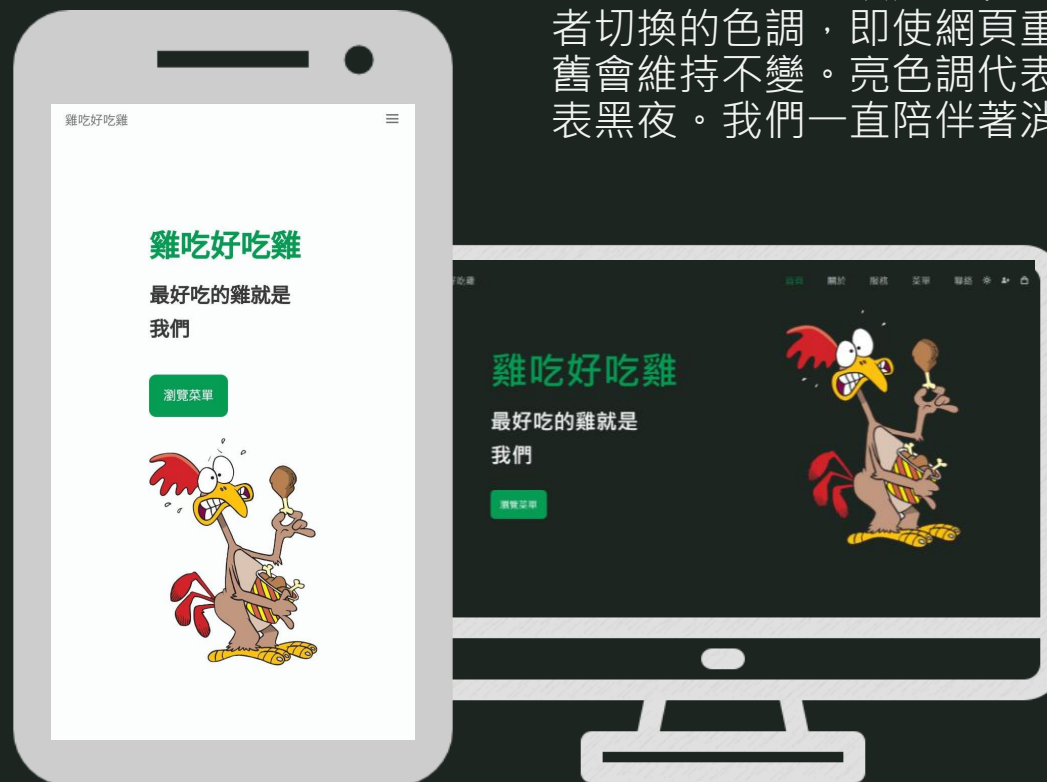 者切換的色調，即使網頁重
舊會維持不變。亮色調代表
表黑夜。我們一直陪伴著消
雞吃好吃雞
雞吃好吃雞
最好吃的雞就是
我們
瀏覽菜單
好吃雞
首頁 關於 服務 菜單 聯絡
雞吃好吃雞
最好吃的雞就是
我們
瀏覽菜單